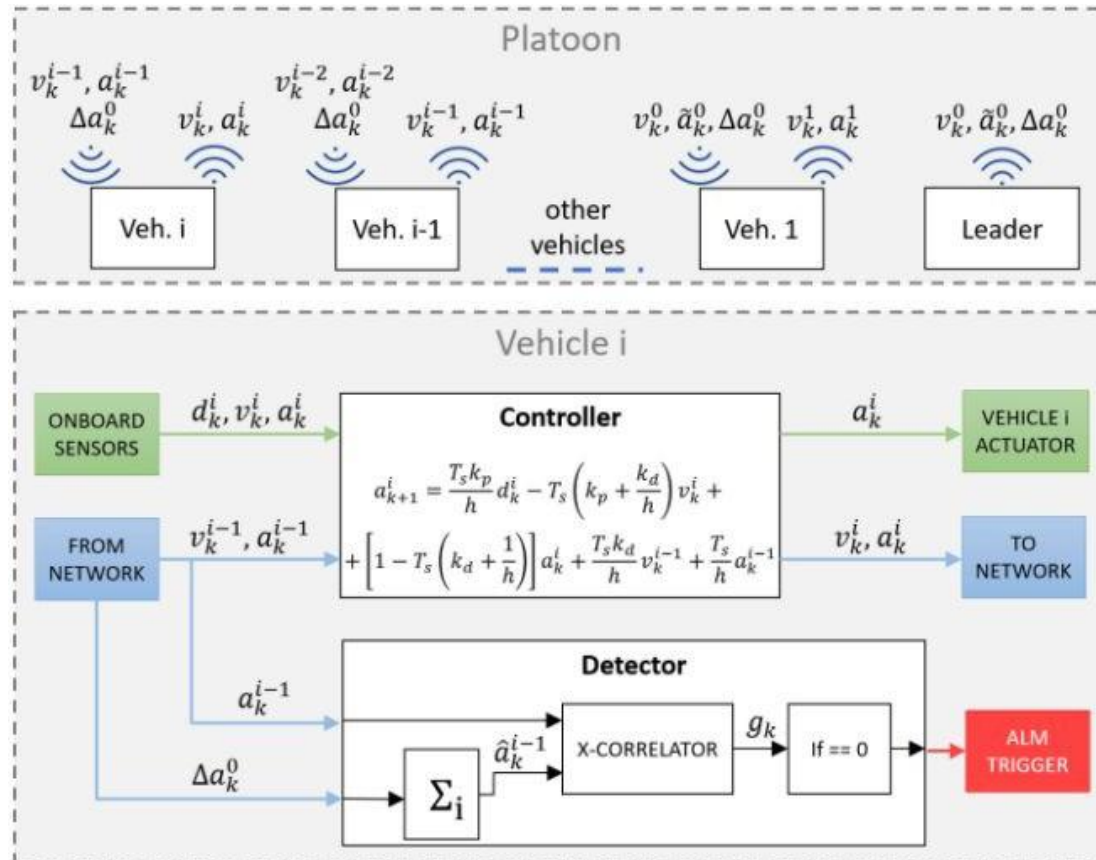 Platoon
v_k^{i-1}, a_k^{i-1}
Δa_k^0
v_k^i, a_k^i
v_k^{i-2}, a_k^{i-2}
Δa_k^0
v_k^{i-1}, a_k^{i-1}
v_k^0, ã_k^0, Δa_k^0
v_k^1, a_k^1
v_k^0, ã_k^0, Δa_k^0
Veh. i
Veh. i-1
other
vehicles
Veh. 1
Leader
Vehicle i
ONBOARD
SENSORS
d_k^i, v_k^i, a_k^i
Controller
a_{k+1}^i = \frac{T_s k_p}{h} d_k^i - T_s (k_p + \frac{k_d}{h}) v_k^i +
+ [1 - T_s (k_d + \frac{1}{h})] a_k^i + \frac{T_s k_d}{h} v_k^{i-1} + \frac{T_s}{h} a_k^{i-1}
a_k^i
VEHICLE i
ACTUATOR
FROM
NETWORK
v_k^{i-1}, a_k^{i-1}
v_k^i, a_k^i
TO
NETWORK
Detector
a_k^{i-1}
Δa_k^0
Σ_i
â_k^{i-1}
X-CORRELATOR
g_k
If == 0
ALM
TRIGGER